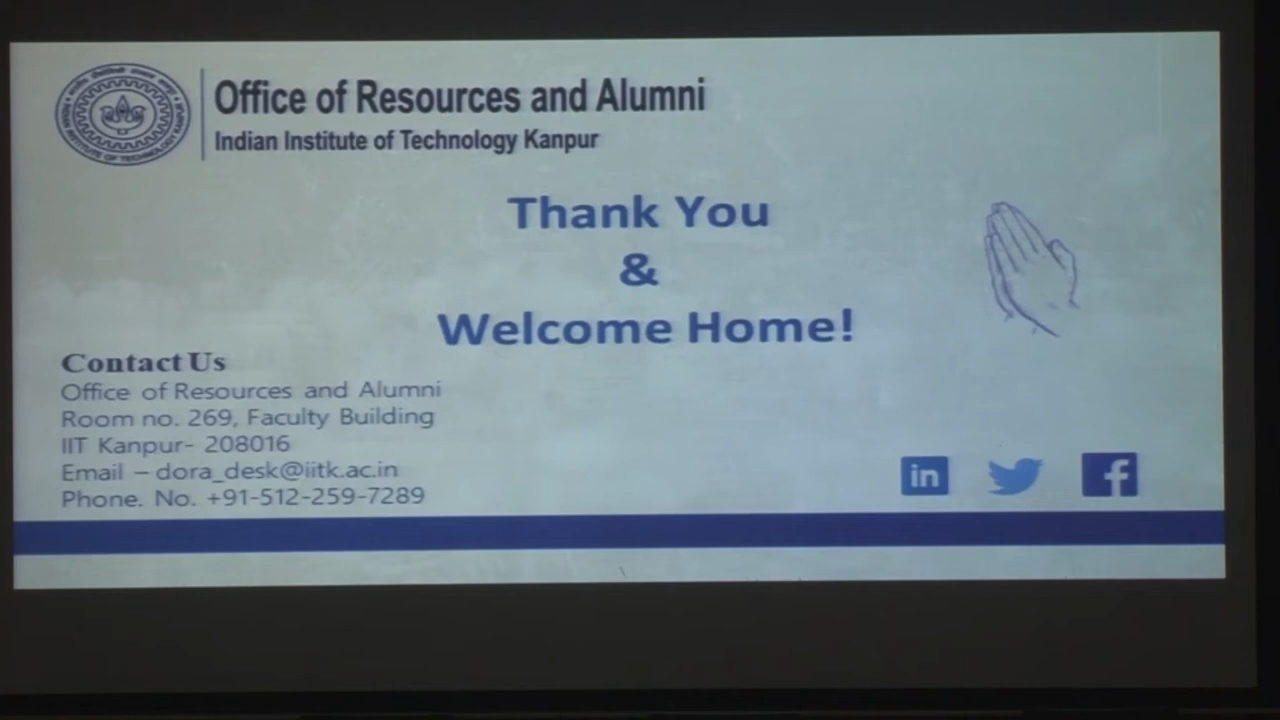 Office of Resources and Alumni
Indian Institute of Technology Kanpur
Thank You
&
Welcome Home!
Contact Us
Office of Resources and Alumni
Room no. 269, Faculty Building
IIT Kanpur- 208016
Email – dora_desk@iitk.ac.in
Phone. No. +91-512-259-7289
in
f